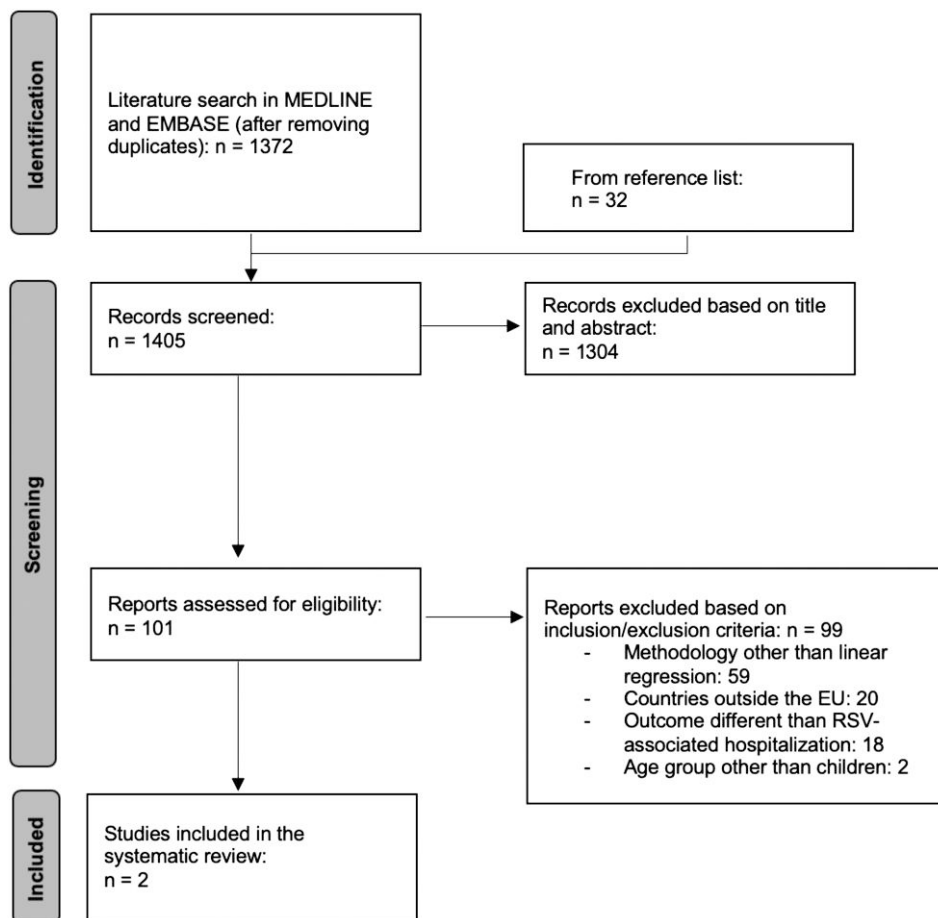 Identification
Literature search in MEDLINE
and EMBASE (after removing
duplicates): n = 1372
From reference list:
n = 32
Screening
Records screened:
n = 1405
Records excluded based on title
and abstract:
n = 1304
Reports assessed for eligibility:
n = 101
Reports excluded based on
inclusion/exclusion criteria: n = 99
- Methodology other than linear
regression: 59
- Countries outside the EU: 20
- Outcome different than RSV-
associated hospitalization: 18
- Age group other than children: 2
Included
Studies included in the
systematic review:
n = 2